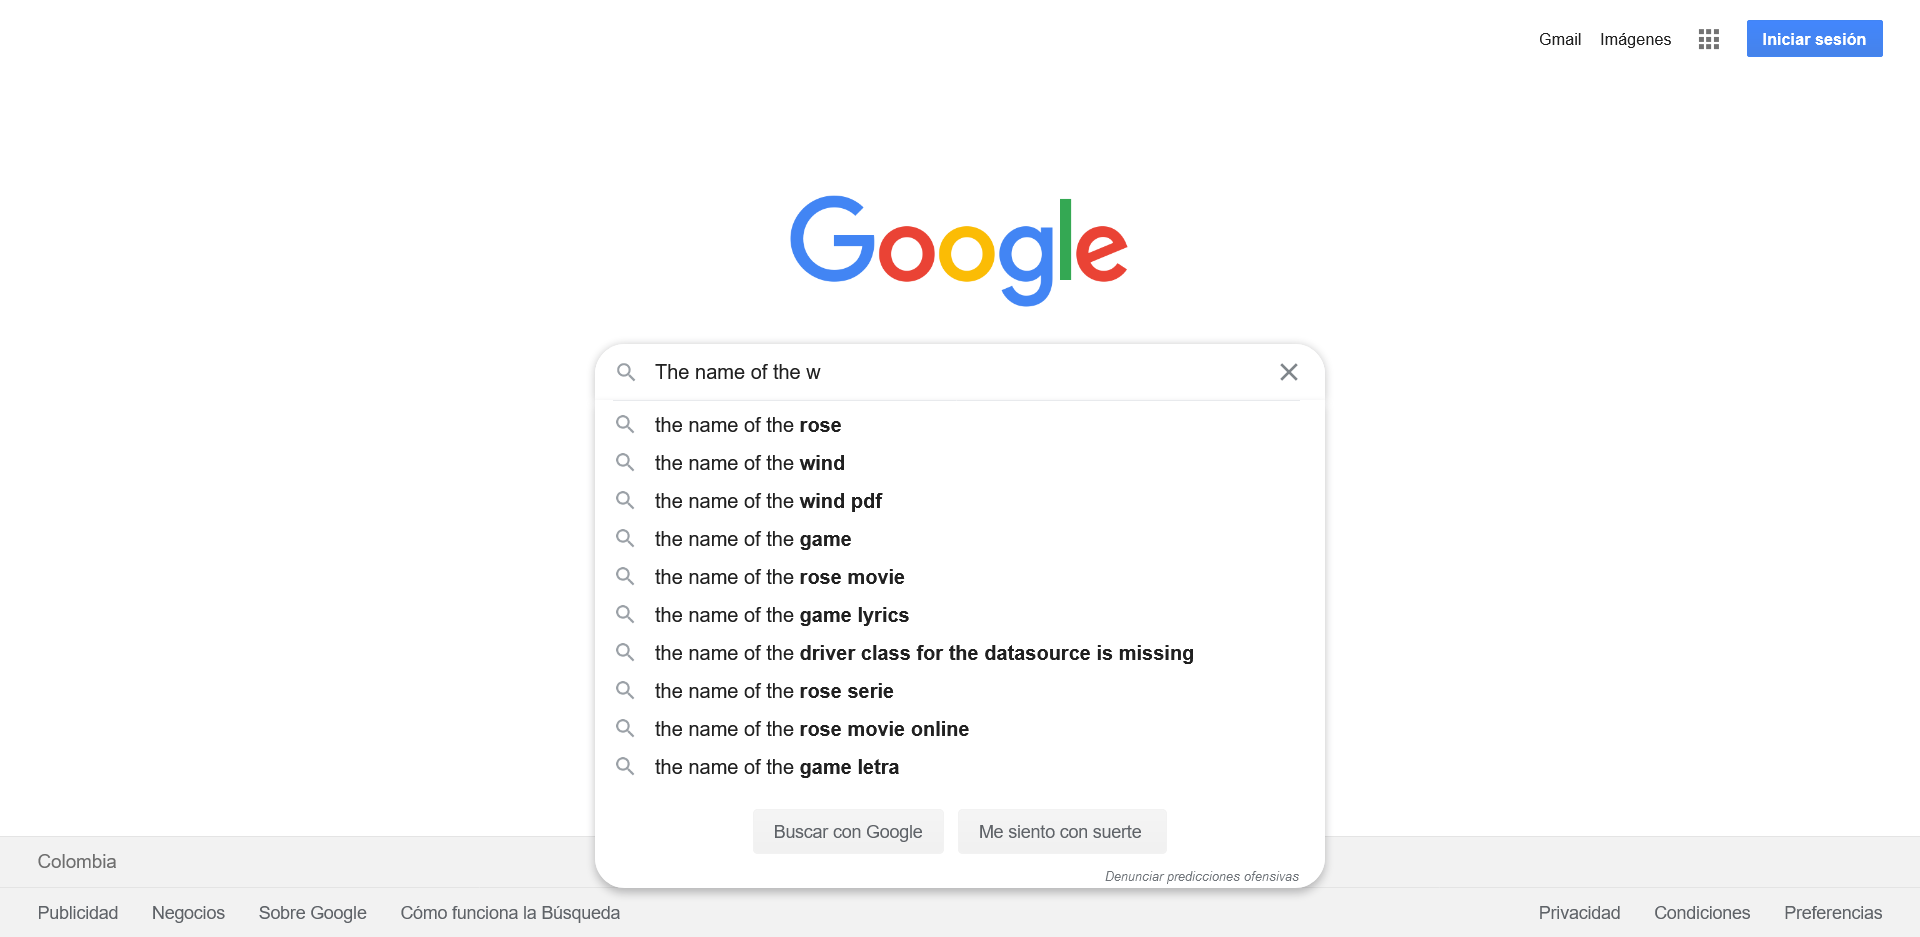 Gmail Imágenes Iniciar sesión
Google
The name of the w
the name of the rose
the name of the wind
the name of the wind pdf
the name of the game
the name of the rose movie
the name of the game lyrics
the name of the driver class for the datasource is missing
the name of the rose serie
the name of the rose movie online
the name of the game letra
Buscar con Google Me siento con suerte
Denunciar predicciones ofensivas
Colombia
Publicidad Negocios Sobre Google Cómo funciona la Búsqueda Privacidad Condiciones Preferencias